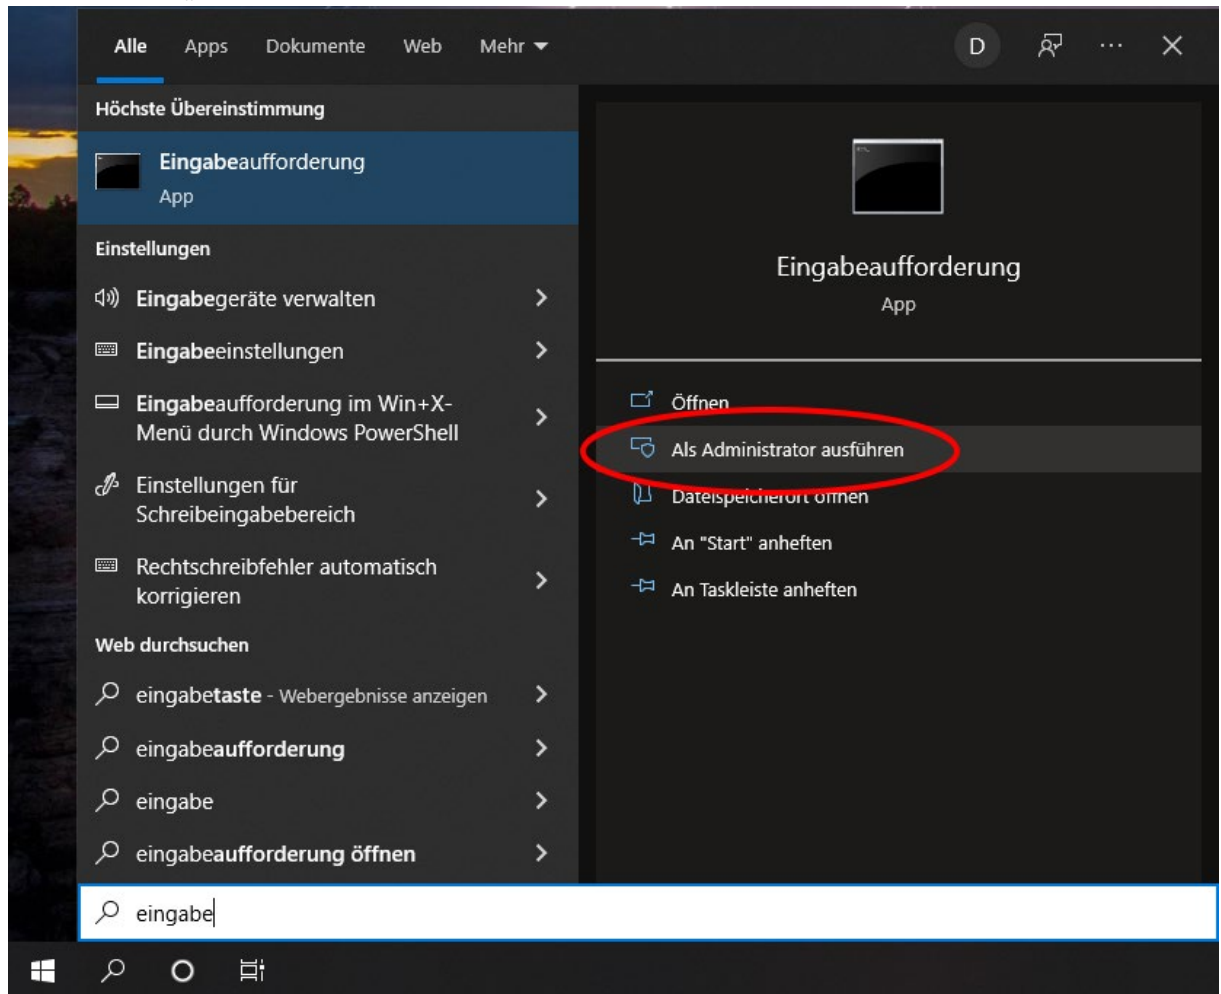 Alle Apps Dokumente Web Mehr
D
Höchste Übereinstimmung
Eingabeaufforderung
App
Einstellungen
Eingabegeräte verwalten
Eingabeeinstellungen
Eingabeaufforderung im Win+X-
Menü durch Windows PowerShell
Einstellungen für
Schreibeingabebereich
Rechtschreibfehler automatisch
korrigieren
Web durchsuchen
eingabetaste - Webergebnisse anzeigen
eingabeaufforderung
eingabe
eingabeaufforderung öffnen
Eingabeaufforderung
App
Öffnen
Als Administrator ausführen
Dateispeicherort öffnen
An "Start" anheften
An Taskleiste anheften
eingabe